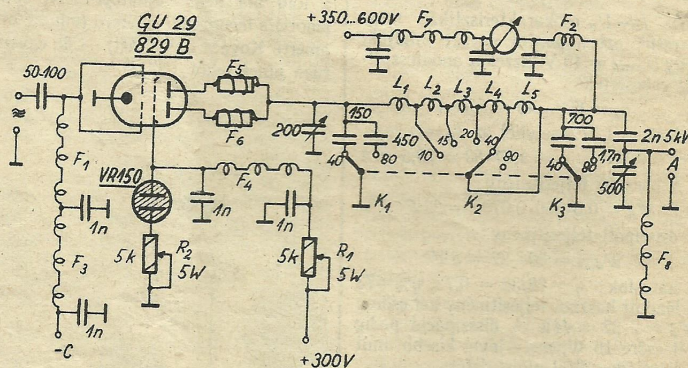 GU 29
829 B
+350...600V
F7
F2
50-100
F5
F6
L1
L2
L3
L4
L5
200
150
450
40
80
10
15
20
40
80
700
40
80
1,7n
2n 5kV
500
A
K1
K2
K3
F1
F3
1n
1n
-C
VR150
F4
1n
1n
5k
R2
5W
5k
R1
5W
+300V
F8